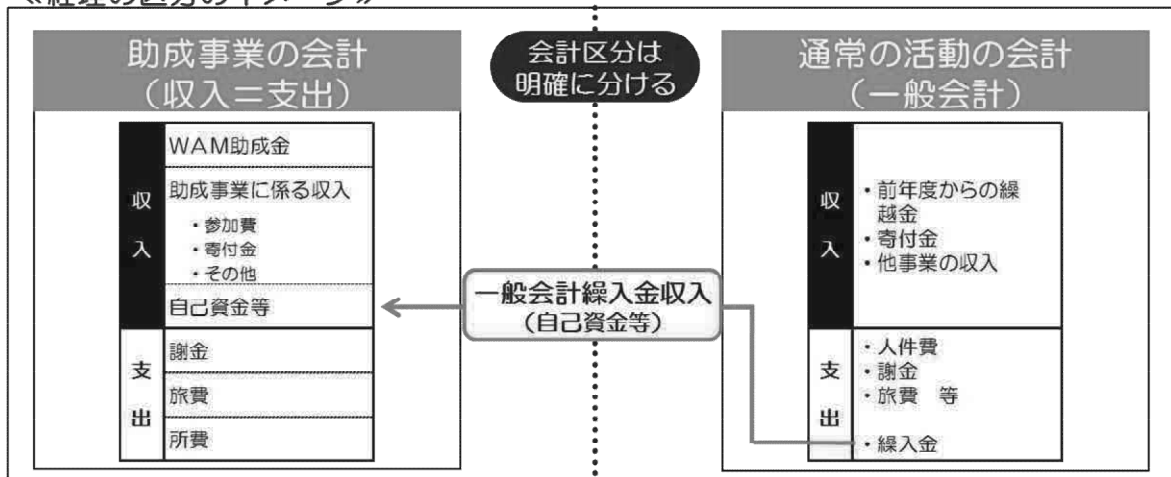 ≪経理の区分のイメージ≫
助成事業の会計
(収入=支出)
収入
WAM助成金
助成事業に係る収入
・参加費
・寄付金
・その他
自己資金等
支出
謝金
旅費
所費
会計区分は
明確に分ける
一般会計繰入金収入
(自己資金等)
通常の活動の会計
(一般会計)
収入
・前年度からの繰
越金
・寄付金
・他事業の収入
支出
・人件費
・謝金
・旅費 等
・繰入金